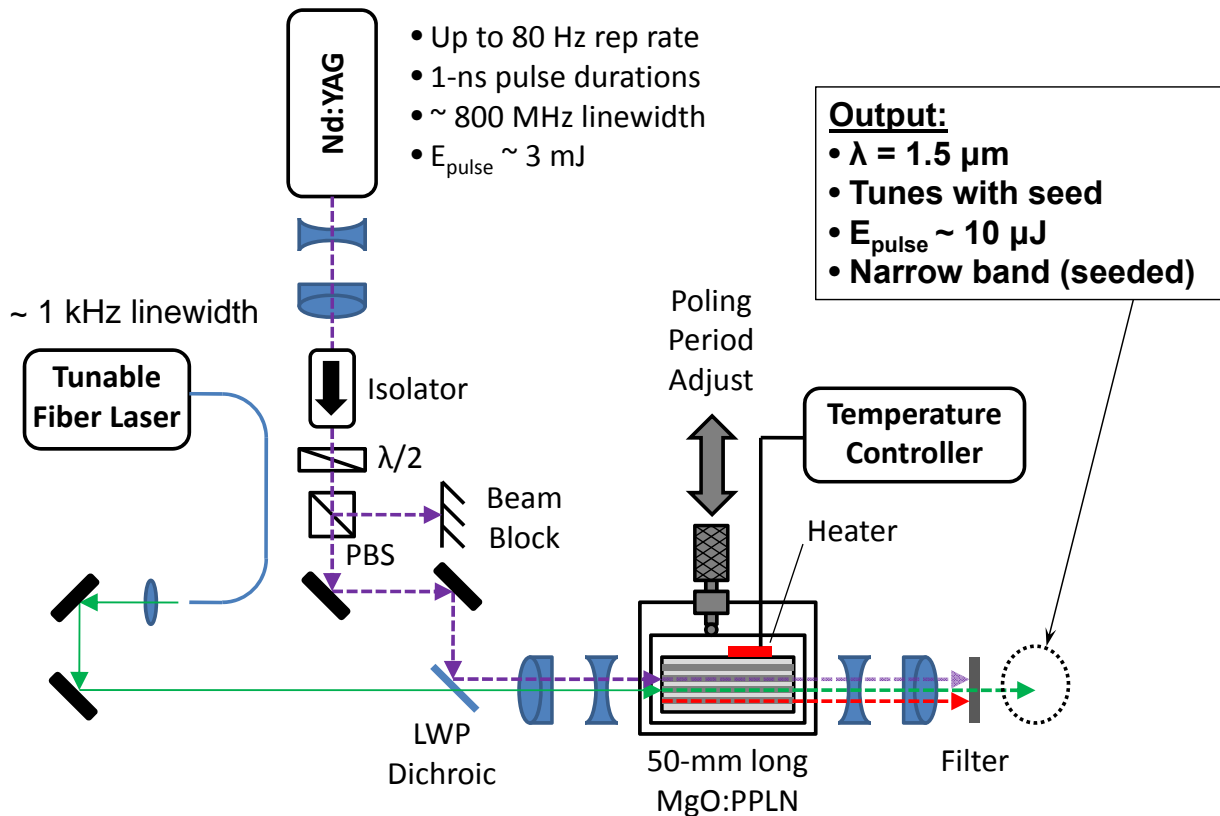 Nd:YAG
• Up to 80 Hz rep rate
• 1-ns pulse durations
• ~ 800 MHz linewidth
• Epulse ~ 3 mJ
Output:
• λ = 1.5 µm
• Tunes with seed
• Epulse ~ 10 µJ
• Narrow band (seeded)
~ 1 kHz linewidth
Tunable
Fiber Laser
Isolator
λ/2
PBS
Beam
Block
Poling
Period
Adjust
Temperature
Controller
Heater
LWP
Dichroic
50-mm long
MgO:PPLN
Filter